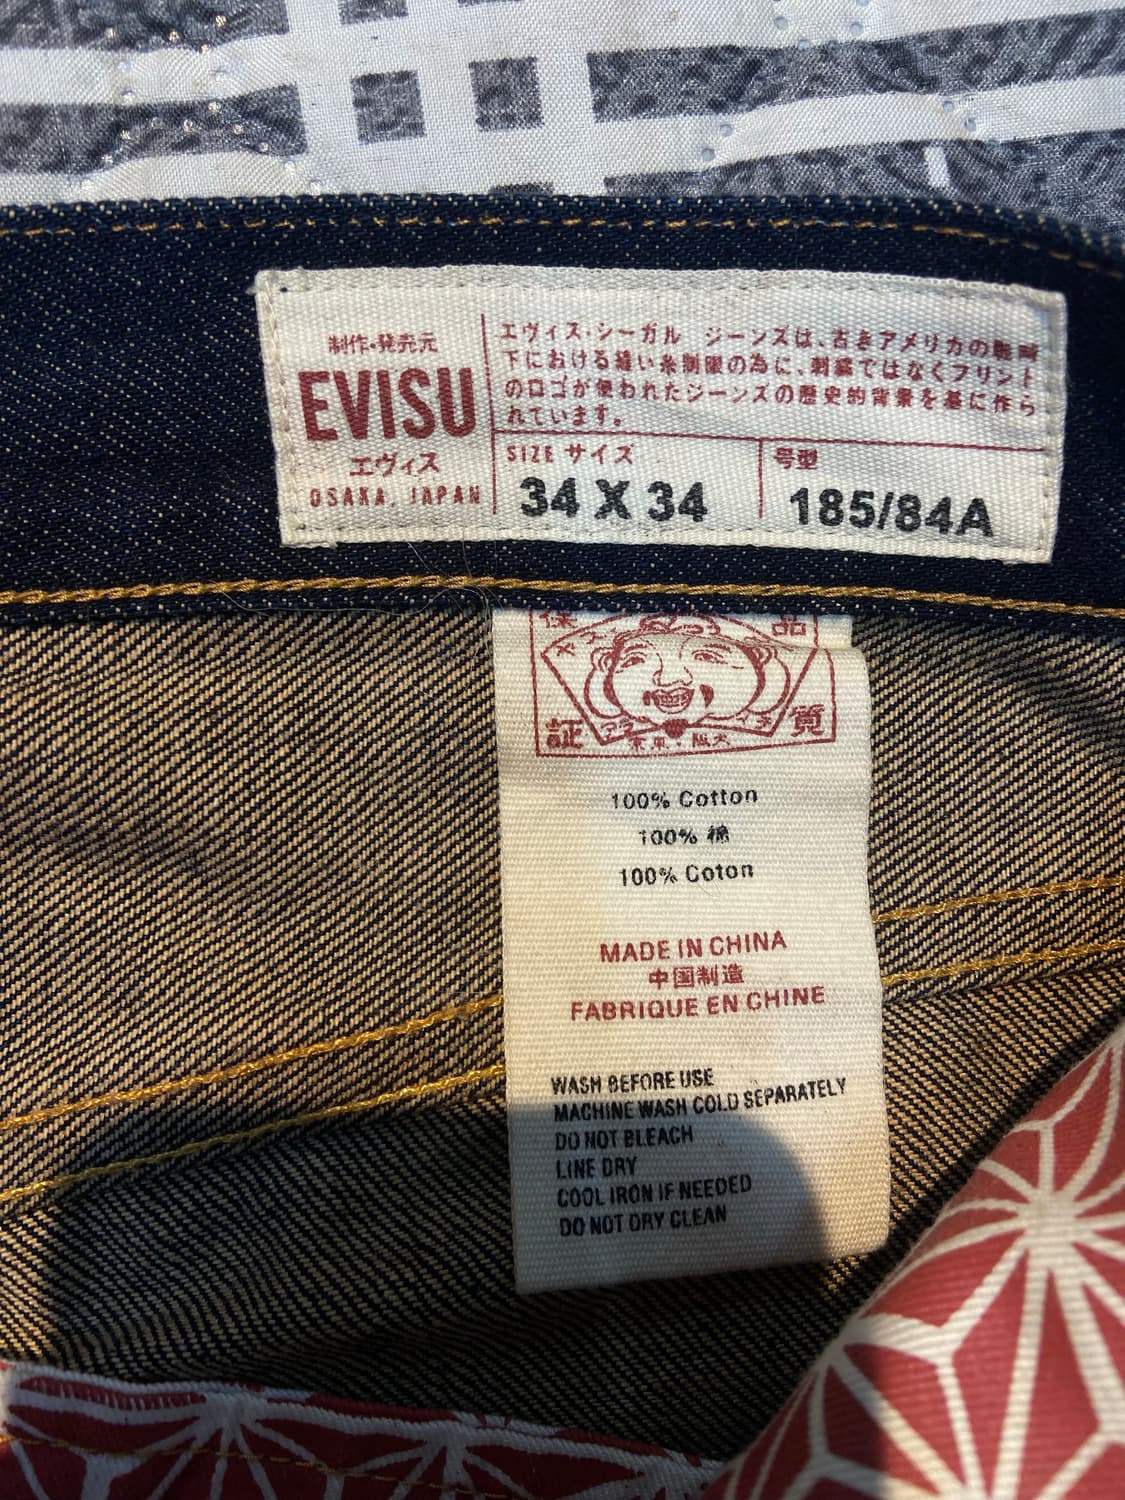 制作・発売元
EVISU
エヴィス
OSAKA, JAPAN
エヴィス・シーガル ジーンズは、古きアメリカの戦時
下における縫い糸制限の為に、刺繍ではなくプリント
のロゴが使われたジーンズの歴史的背景を基に作ら
れています。
SIZE サイズ
34 X 34
号型
185/84A
保 品
証 質
100% Cotton
100% 棉
100% Coton
MADE IN CHINA
中国制造
FABRIQUE EN CHINE
WASH BEFORE USE
MACHINE WASH COLD SEPARATELY
DO NOT BLEACH
LINE DRY
COOL IRON IF NEEDED
DO NOT DRY CLEAN